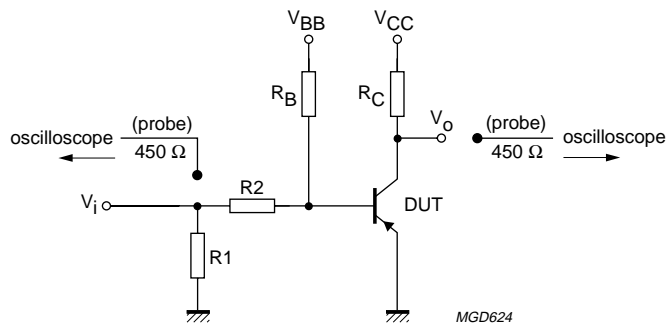 VBB
VCC
RB
RC
Vo
(probe)
450 Ω
oscilloscope
(probe)
450 Ω
oscilloscope
R2
Vi
DUT
R1
MGD624